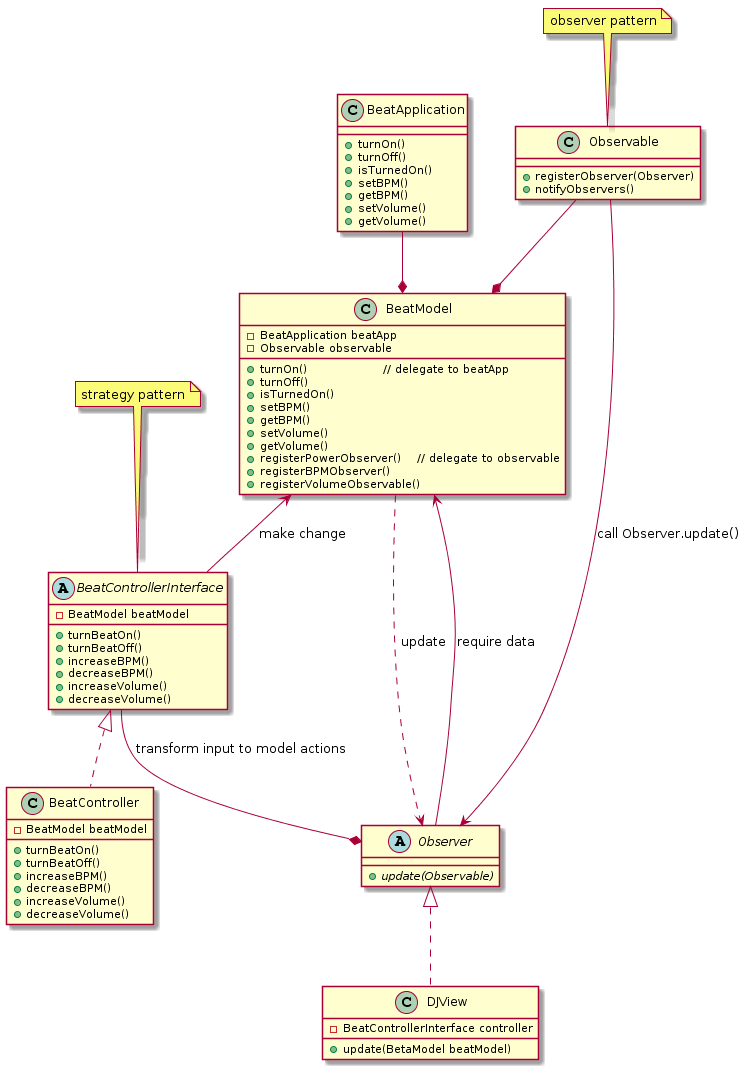 observer pattern
C BeatApplication
turnOn()
turnOff()
isTurnedOn()
setBPM()
getBPM()
setVolume()
getVolume()
C Observable
registerObserver(Observer)
notifyObservers()
C BeatModel
BeatApplication beatApp
Observable observable
turnOn() // delegate to beatApp
turnOff()
isTurnedOn()
setBPM()
getBPM()
setVolume()
getVolume()
registerPowerObserver() // delegate to observable
registerBPMObserver()
registerVolumeObservable()
strategy pattern
make change
call Observer.update()
A BeatControllerInterface
BeatModel beatModel
turnBeatOn()
turnBeatOff()
increaseBPM()
decreaseBPM()
increaseVolume()
decreaseVolume()
update
require data
transform input to model actions
C BeatController
BeatModel beatModel
turnBeatOn()
turnBeatOff()
increaseBPM()
decreaseBPM()
increaseVolume()
decreaseVolume()
A Observer
update(Observable)
C DJView
BeatControllerInterface controller
update(BetaModel beatModel)